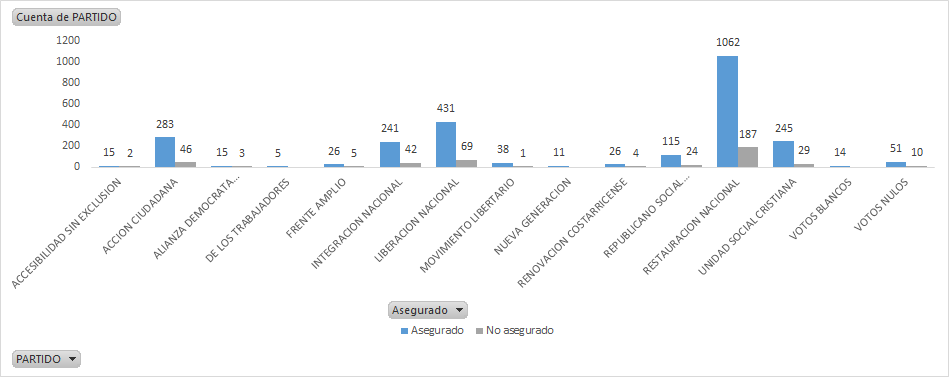 Cuenta de PARTIDO
1200
1000
800
600
400
200
0
15 2
283 46
15 3
5
26 5
241 42
431 69
38 1
11
26 4
115 24
1062 187
245 29
14
51 10
ACCESIBILIDAD SIN EXCLUSION
ACCION CIUDADANA
ALIANZA DEMOCRATA...
DE LOS TRABAJADORES
FRENTE AMPLIO
INTEGRACION NACIONAL
LIBERACION NACIONAL
MOVIMIENTO LIBERTARIO
NUEVA GENERACION
RENOVACION COSTARRICENSE
REPUBLICANO SOCIAL...
RESTAURACION NACIONAL
UNIDAD SOCIAL CRISTIANA
VOTOS BLANCOS
VOTOS NULOS
Asegurado
Asegurado No asegurado
PARTIDO